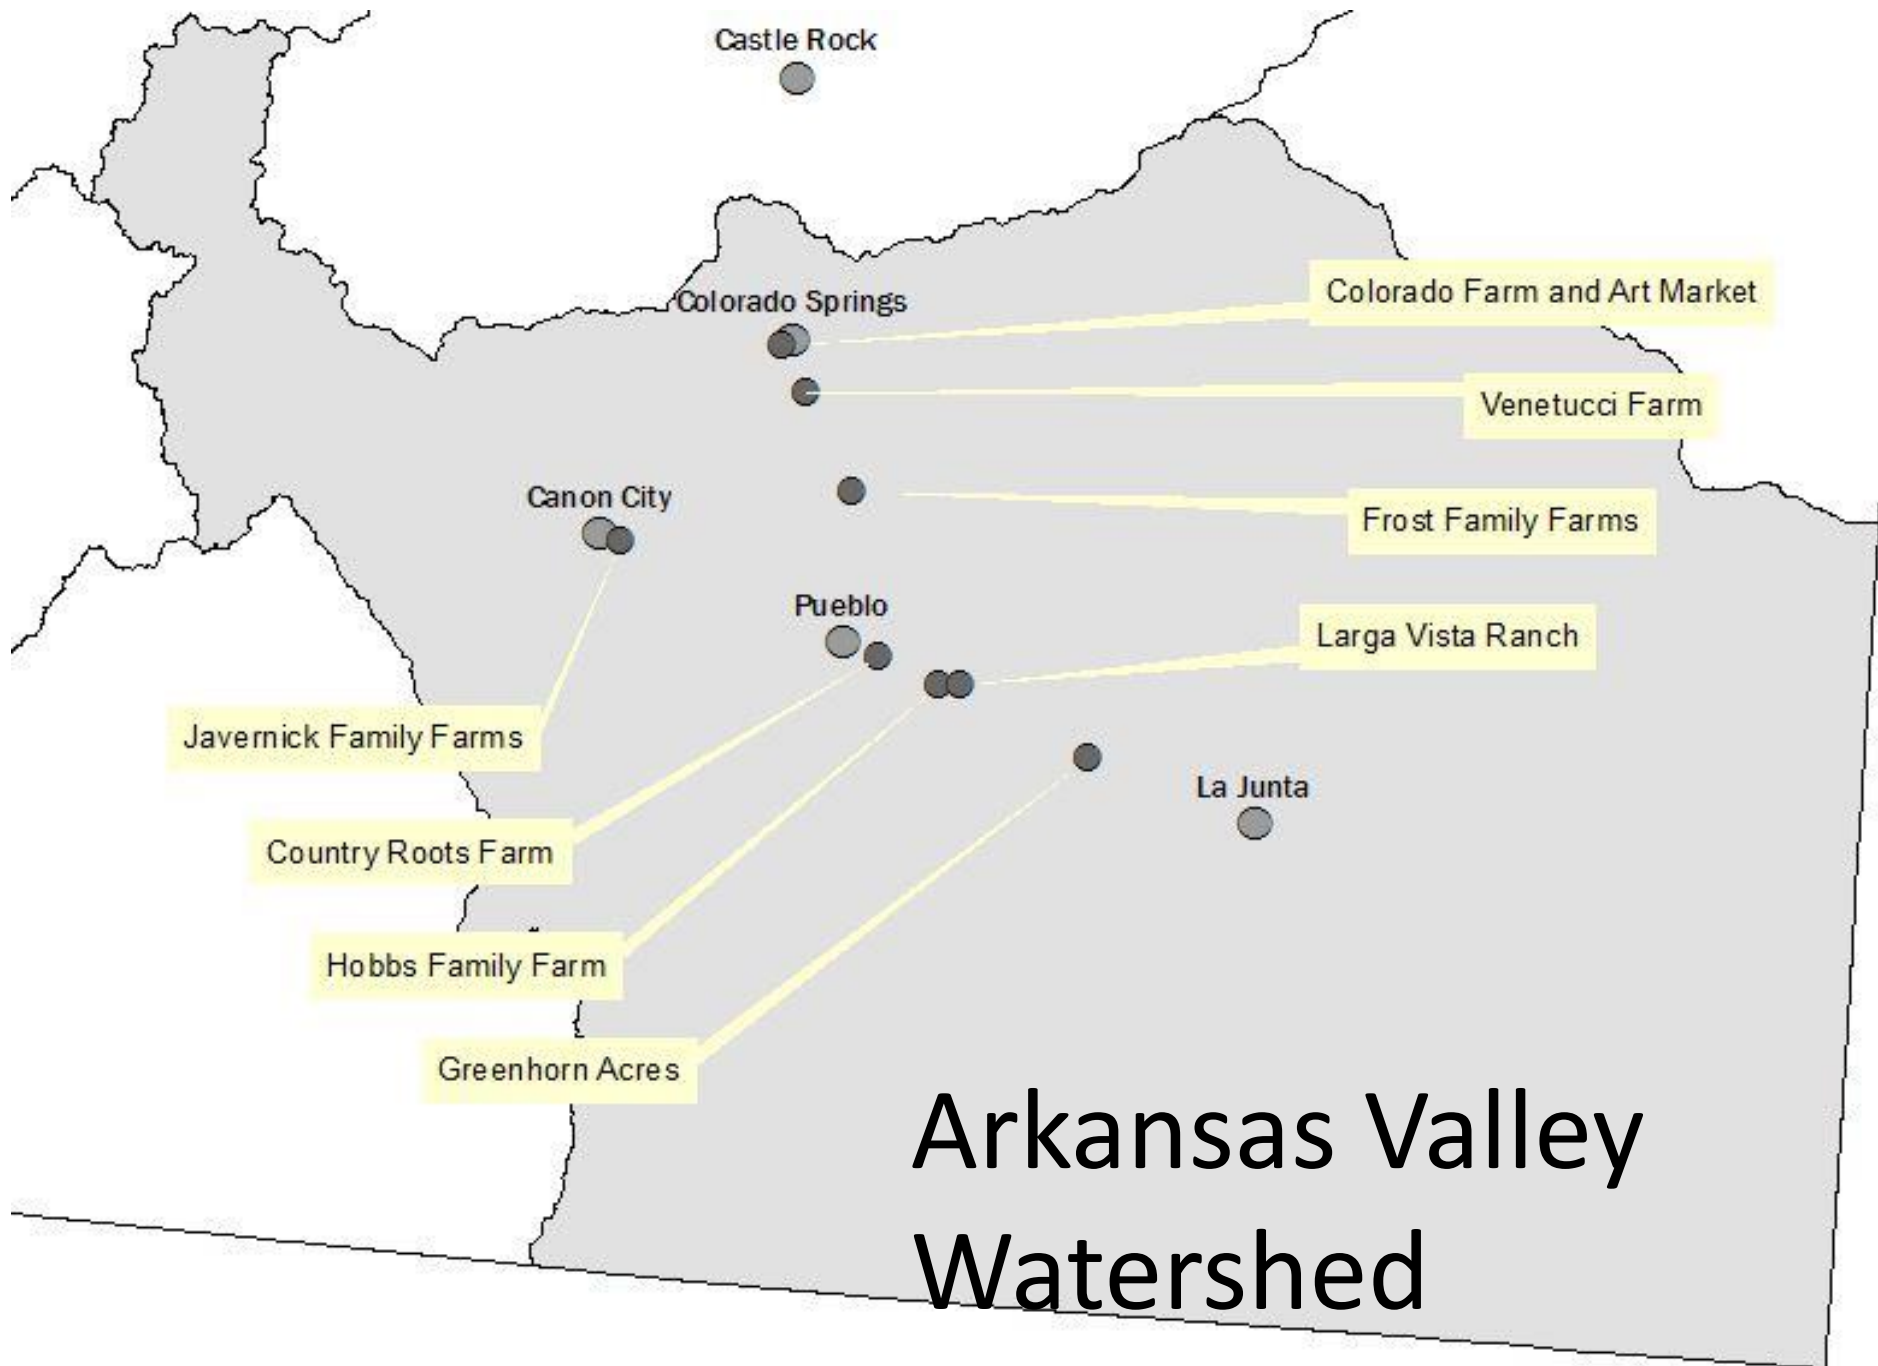 Castle Rock
Colorado Springs
Colorado Farm and Art Market
Venetucci Farm
Canon City
Frost Family Farms
Pueblo
Larga Vista Ranch
Javernick Family Farms
La Junta
Country Roots Farm
Hobbs Family Farm
Greenhorn Acres
Arkansas Valley
Watershed